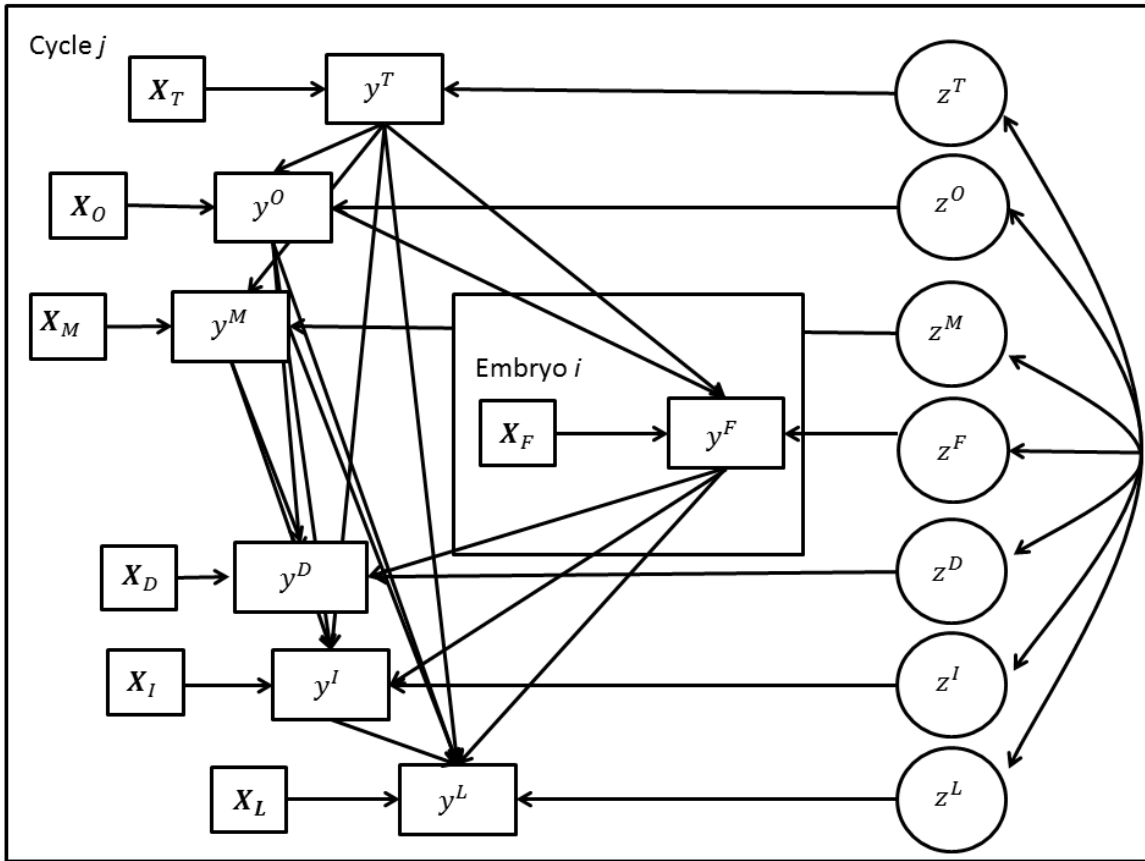 Cycle j
X_T
y^T
z^T
X_O
y^O
z^O
X_M
y^M
z^M
Embryo i
X_F
y^F
z^F
X_D
y^D
z^D
X_I
y^I
z^I
X_L
y^L
z^L